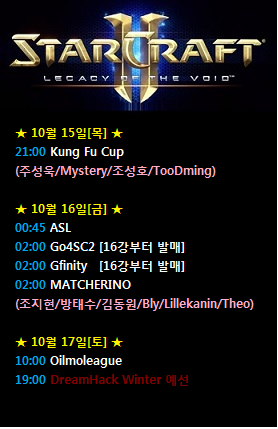 STARCRAFT
II
LEGACY OF THE VOID™
★ 10월 15일[목] ★
21:00 Kung Fu Cup
(주성욱/Mystery/조성호/TooDming)
★ 10월 16일[금] ★
00:45 ASL
02:00 Go4SC2 [16강부터 발매]
02:00 Gfinity [16강부터 발매]
02:00 MATCHERINO
(조지현/방태수/김동원/Bly/Lillekanin/Theo)
★ 10월 17일[토] ★
10:00 Oilmoleague
19:00 DreamHack Winter 예선